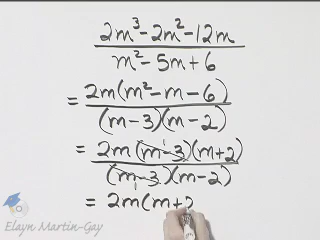 2m³-2m²-12m
m²-5m+6
= 2m(m²-m-6)
(m-3)(m-2)
= 2m(m-3)(m+2)
(m-3)(m-2)
= 2m(m+2
Elayn Martin-Gay